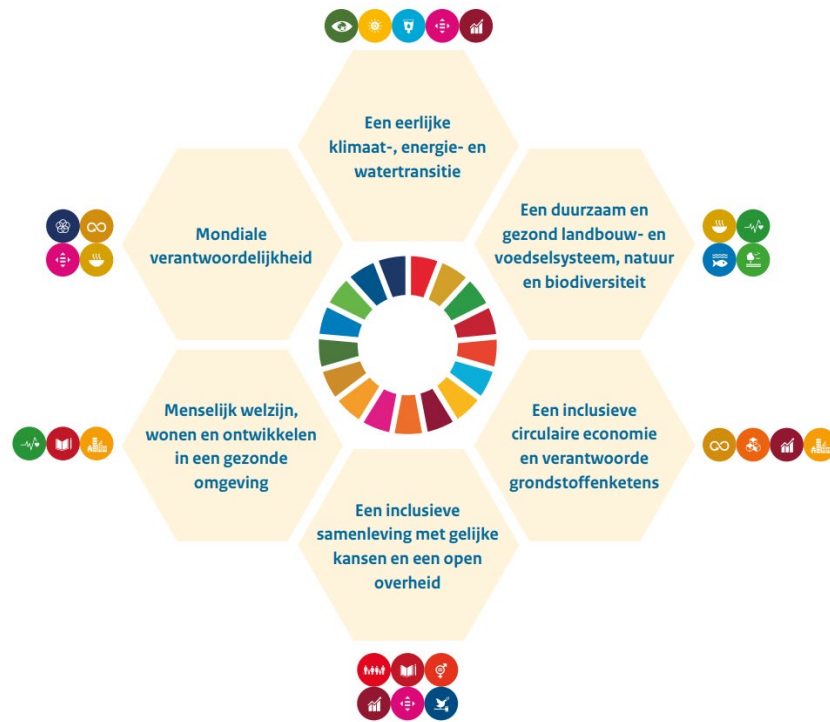 Een eerlijke
klimaat-, energie- en
watertransitie
Een duurzaam en
gezond landbouw- en
voedselsysteem, natuur
en biodiversiteit
Een inclusieve
circulaire economie
en verantwoorde
grondstoffenketens
Een inclusieve
samenleving met gelijke
kansen en een open
overheid
Menselijk welzijn,
wonen en ontwikkelen
in een gezonde
omgeving
Mondiale
verantwoordelijkheid